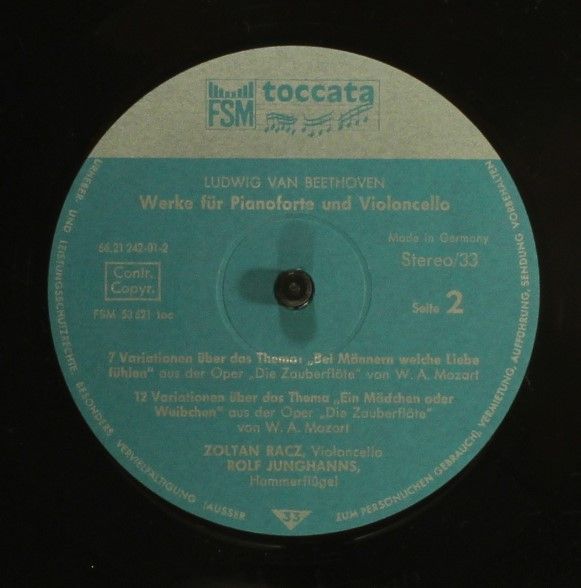 FSM toccata
LUDWIG VAN BEETHOVEN
Werke für Pianoforte und Violoncello
66.21 242-01-2
Made in Germany
Contr.
Copyr.
Stereo/33
FSM 53 621 toc
Seite 2
7 Variationen über das Thema: „Bei Männern welche Liebe
fühlen“ aus der Oper „Die Zauberflöte“ von W. A. Mozart
12 Variationen über das Thema „Ein Mädchen oder
Weibchen“ aus der Oper „Die Zauberflöte“
von W. A. Mozart
ZOLTAN RACZ, Violoncello
ROLF JUNGHANNS,
Hammerflügel
33
URHEBER- UND LEISTUNGSSCHUTZRECHTE, BESONDERS VERVIELFÄLTIGUNG (AUSSER ZUM PERSÖNLICHEN GEBRAUCH), VERMIETUNG, AUFFÜHRUNG, SENDUNG VORBEHALTEN